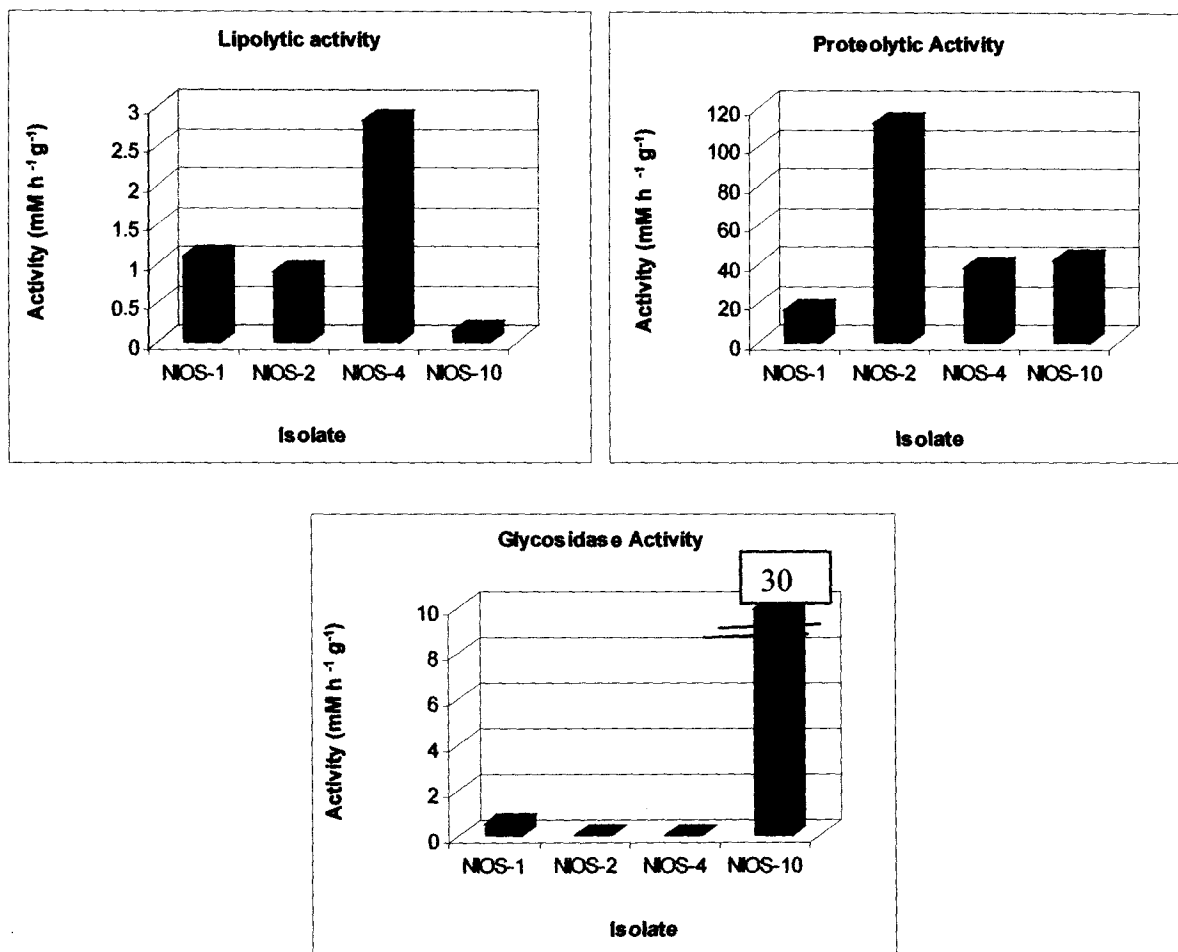 Lipolytic activity
Activity (mM h -1 g-1)
3
2.5
2
1.5
1
0.5
0
NIOS-1 NIOS-2 NIOS-4 NIOS-10
Isolate
Proteolytic Activity
Activity (mM h -1 g-1)
120
100
80
60
40
20
0
NIOS-1 NIOS-2 NIOS-4 NIOS-10
Isolate
Glycosidase Activity
30
Activity (mM h -1 g-1)
10
8
6
4
2
0
NIOS-1 NIOS-2 NIOS-4 NIOS-10
Isolate